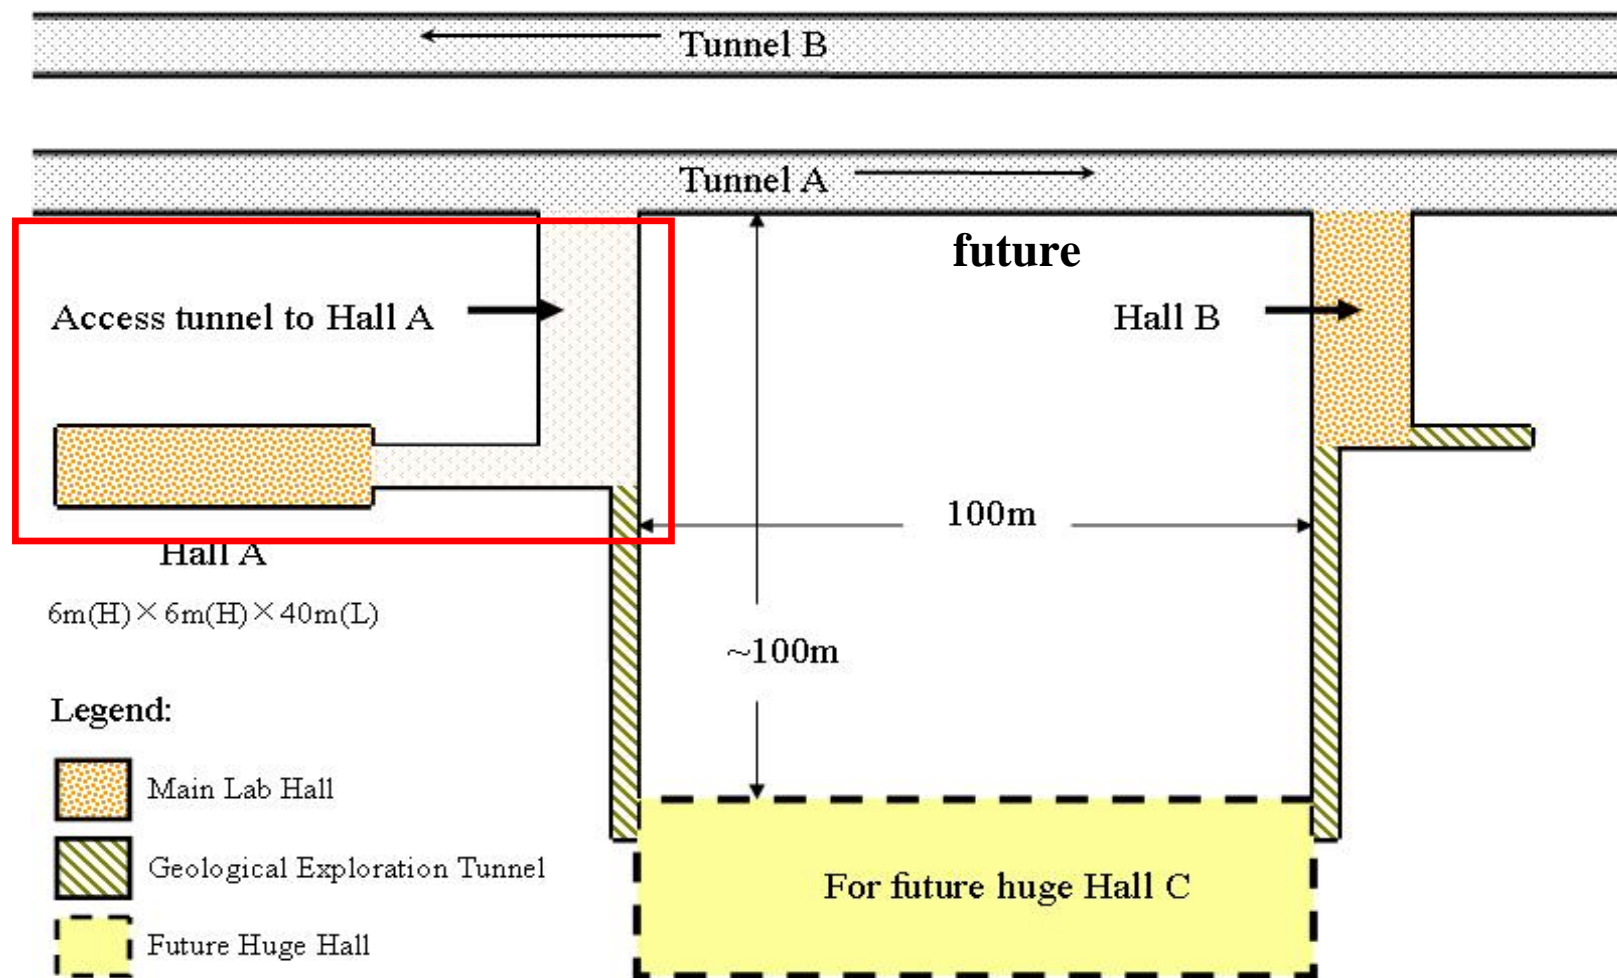 Tunnel B
Tunnel A
future
Access tunnel to Hall A
Hall B
Hall A
100m
6m(H)×6m(H)×40m(L)
~100m
Legend:
Main Lab Hall
Geological Exploration Tunnel
For future huge Hall C
Future Huge Hall